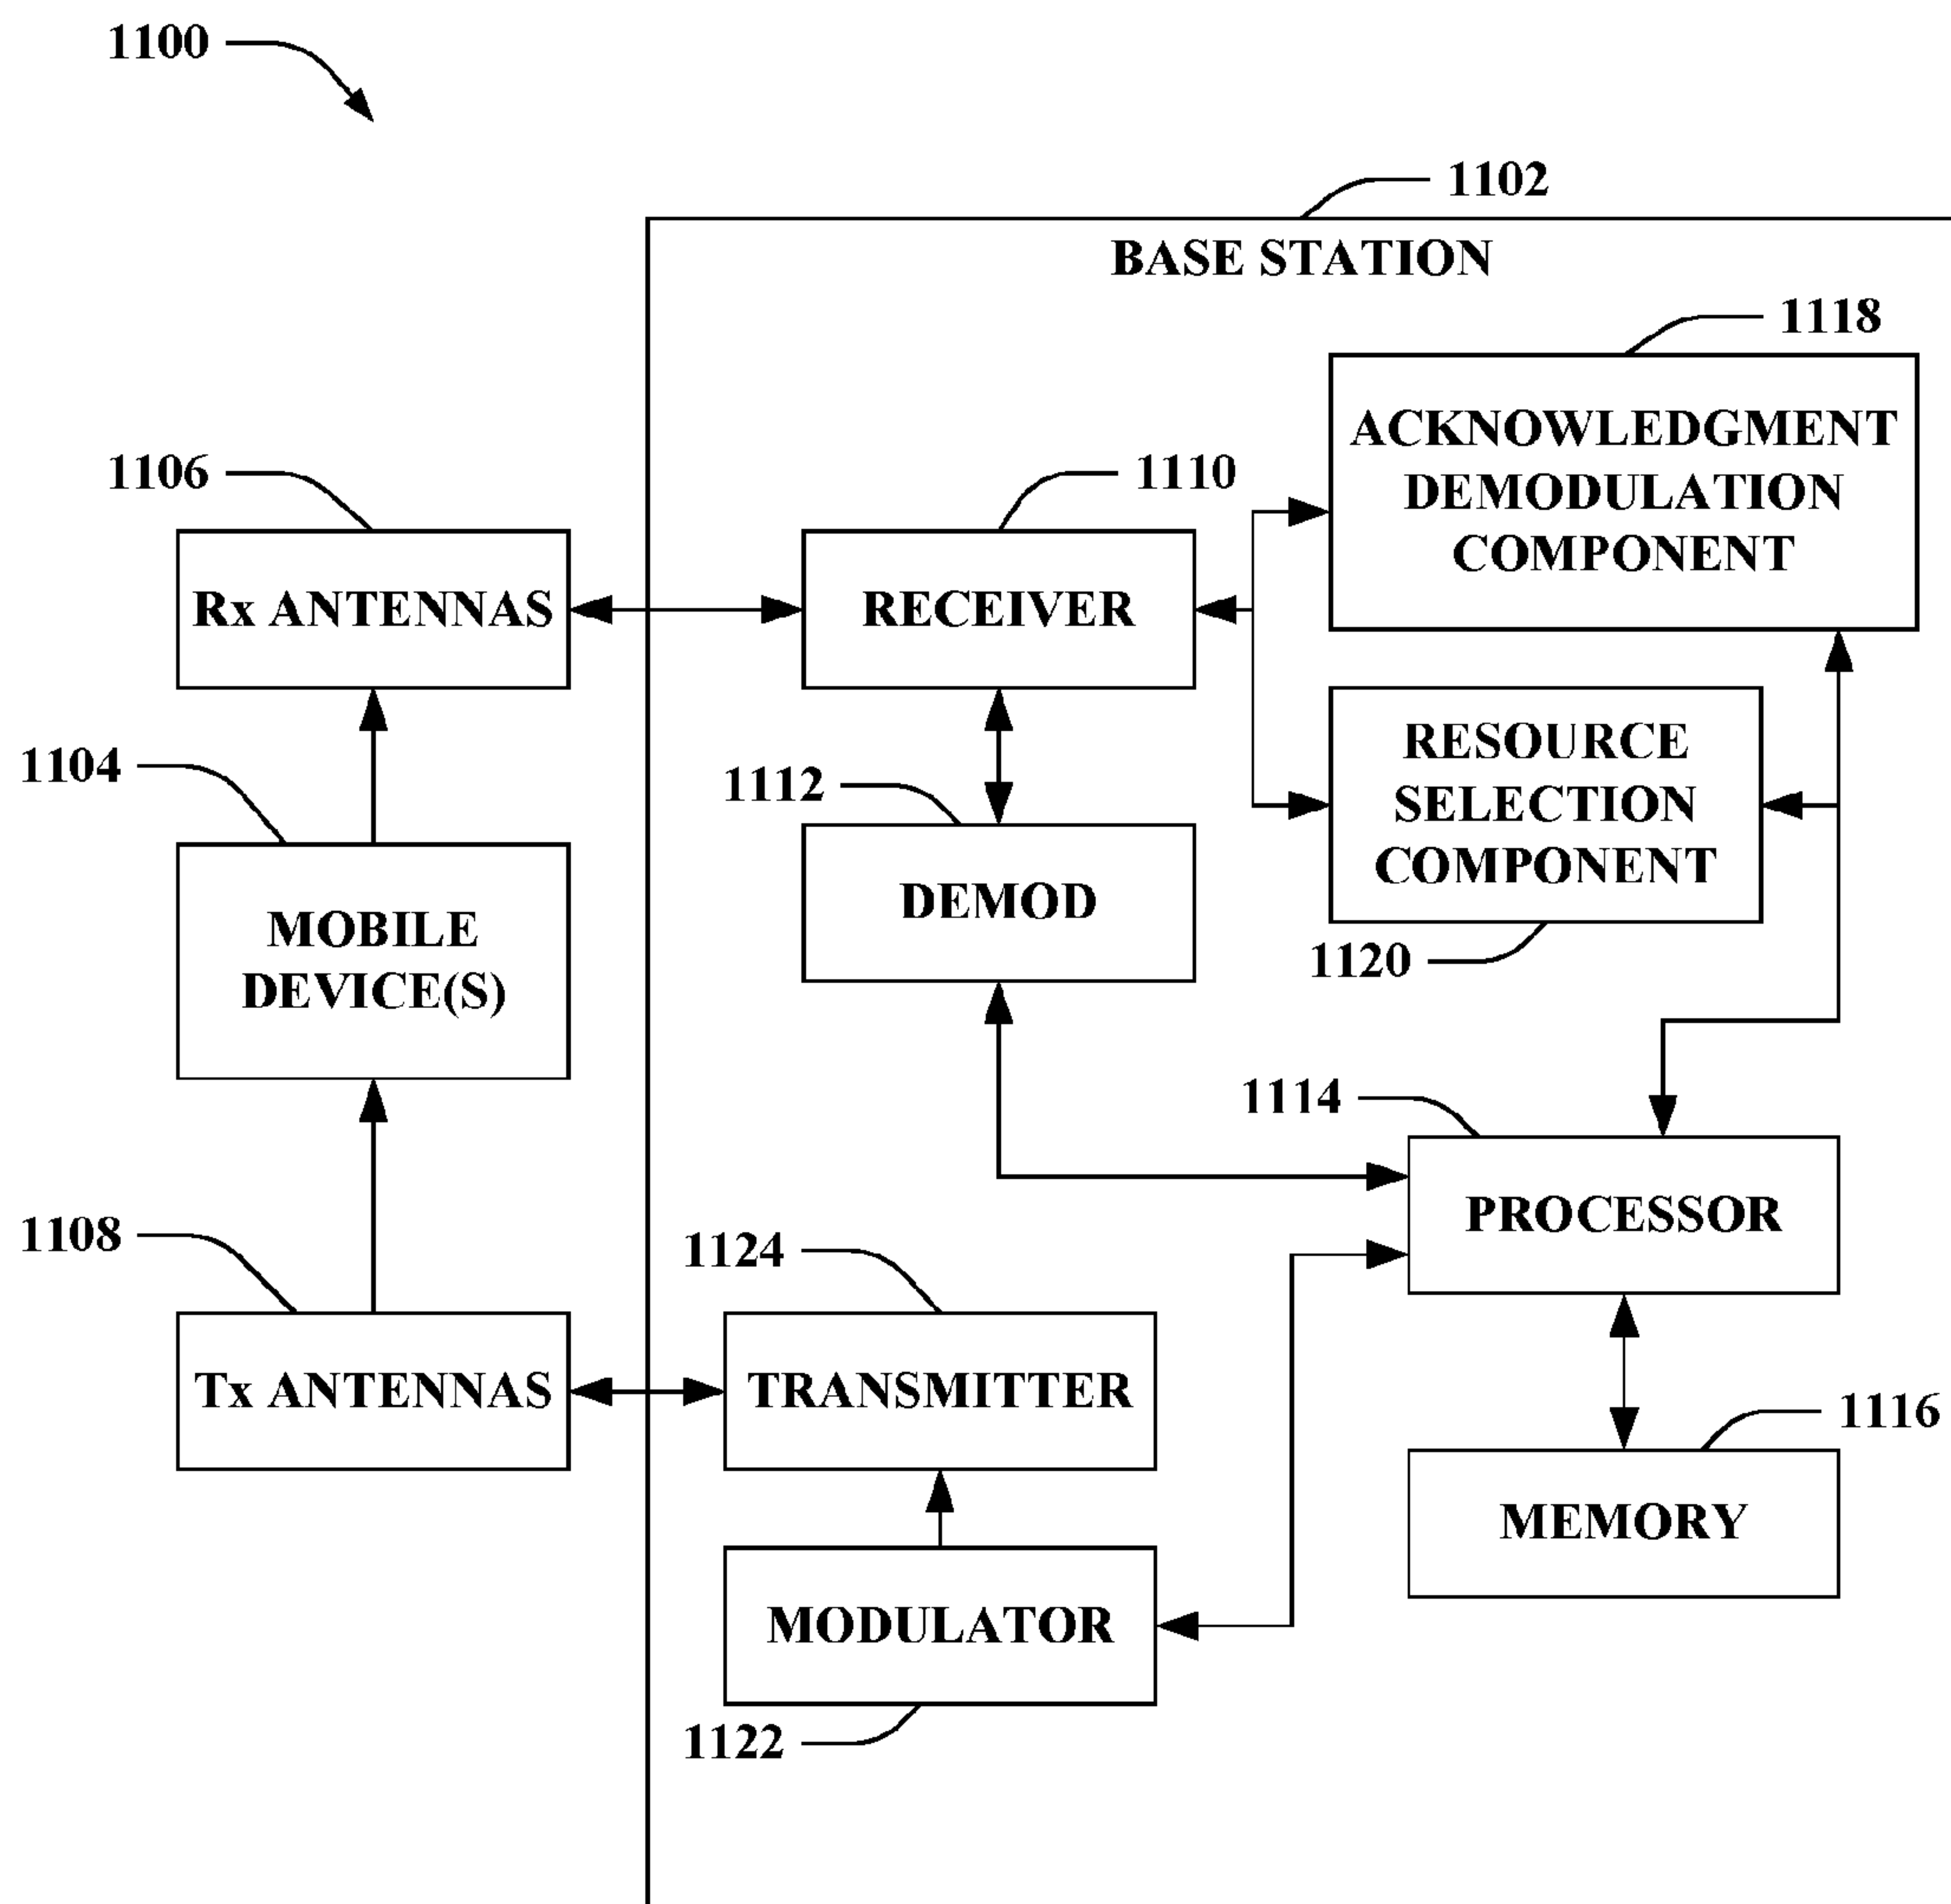 1100
1102
BASE STATION
1118
ACKNOWLEDGMENT
DEMODULATION
COMPONENT
1106
1110
Rx ANTENNAS
RECEIVER
1104
1112
RESOURCE
SELECTION
COMPONENT
MOBILE
DEVICE(S)
DEMOD
1120
1114
PROCESSOR
1108
1124
Tx ANTENNAS
TRANSMITTER
1116
MEMORY
MODULATOR
1122